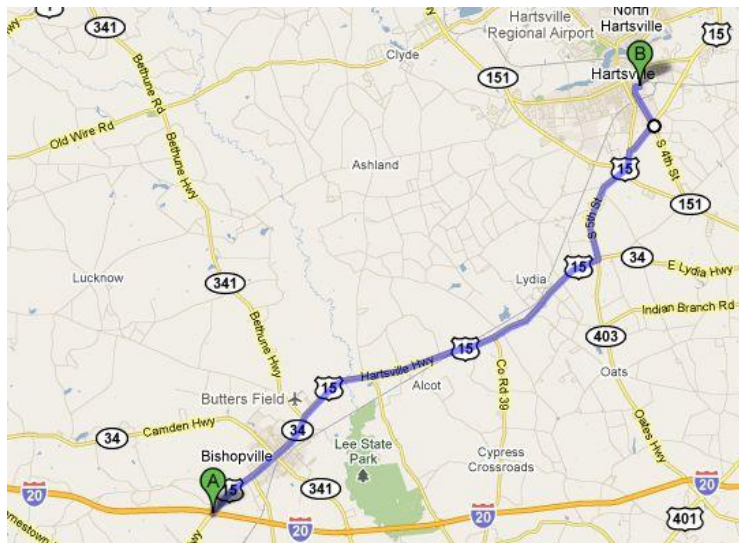 North
Hartsville
Hartsville
Regional Airport
15
1
341
Clyde
B
Hartsville
151
Bethune Rd
Old Wire Rd
S 4th St
Ashland
15
Bethune Hwy
151
S 5th St
34
E Lydia Hwy
15
Lucknow
Lydia
341
Indian Branch Rd
Bethune Hwy
403
15
Hartsville Hwy
Oats
15
Alcot
Co Rd 39
Butters Field
Camden Hwy
34
34
Oates Hwy
Bishopville
Lee State
Park
Cypress
Crossroads
A
15
341
20
20
20
20
401
Hwy